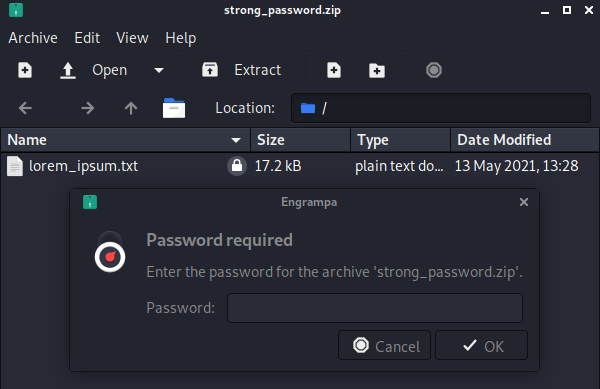 strong_password.zip
Archive Edit View Help
Open Extract
Location: /
Name Size Type Date Modified
lorem_ipsum.txt 17.2 kB plain text do... 13 May 2021, 13:28
Engrampa
Password required
Enter the password for the archive 'strong_password.zip'.
Password:
Cancel OK